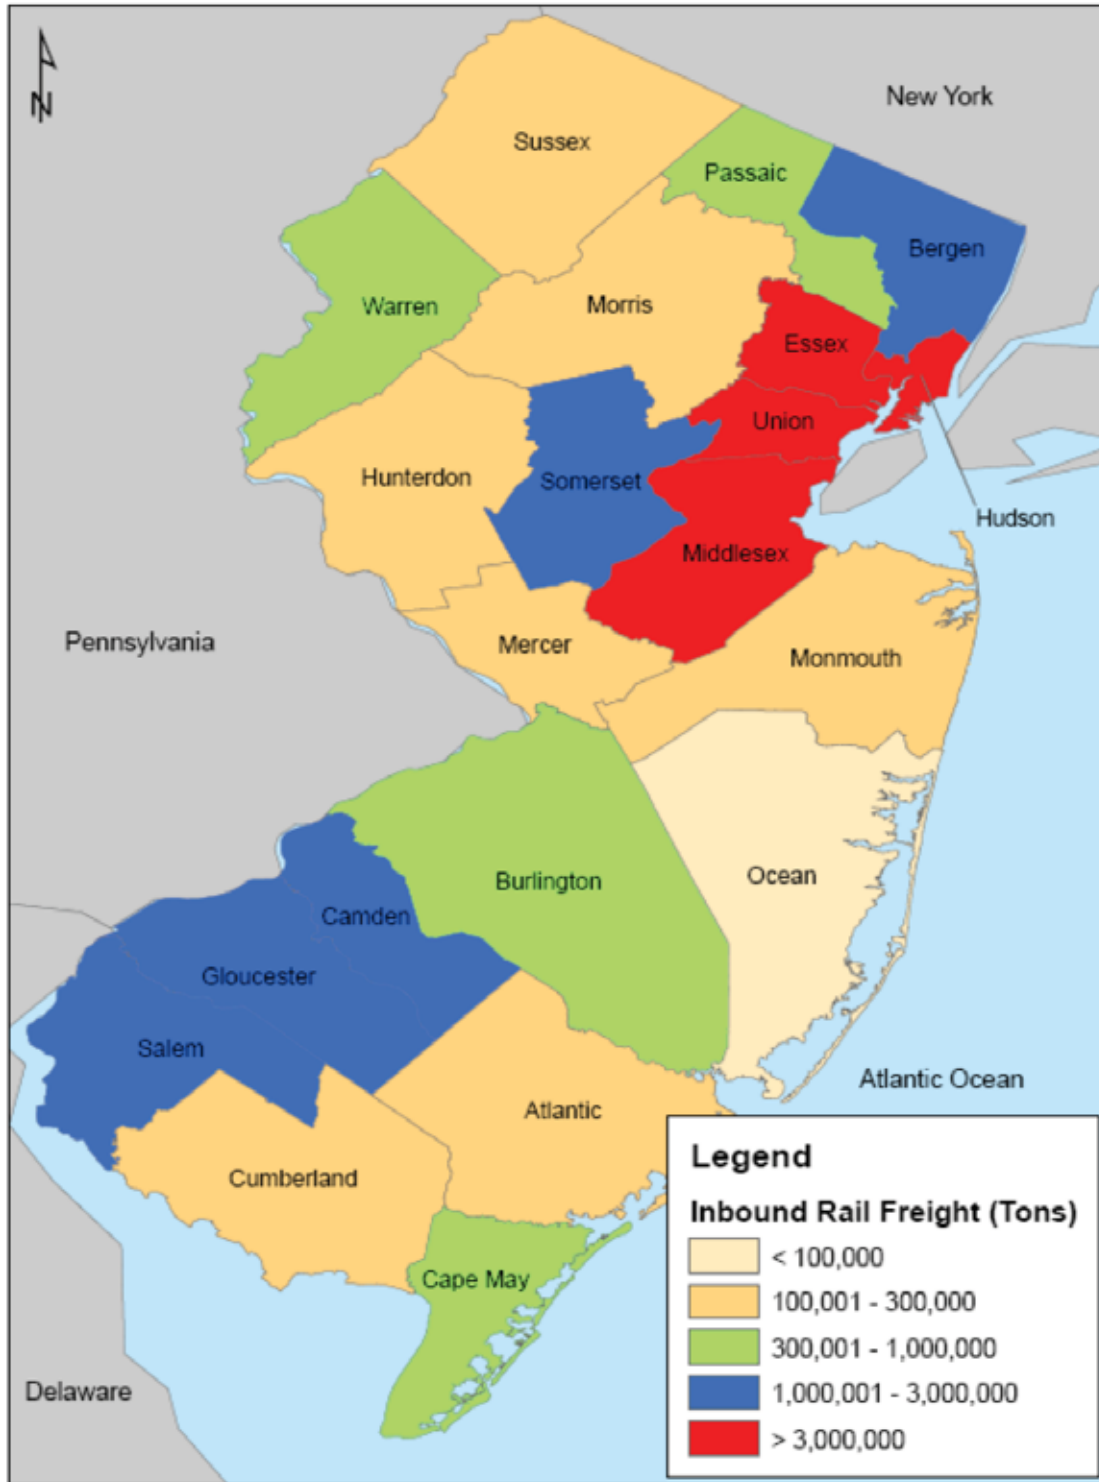 N
New York
Sussex
Passaic
Bergen
Warren
Morris
Essex
Union
Hunterdon
Somerset
Hudson
Middlesex
Pennsylvania
Mercer
Monmouth
Burlington
Ocean
Camden
Gloucester
Salem
Atlantic Ocean
Atlantic
Cumberland
Cape May
Delaware
Legend
Inbound Rail Freight (Tons)
< 100,000
100,001 - 300,000
300,001 - 1,000,000
1,000,001 - 3,000,000
> 3,000,000